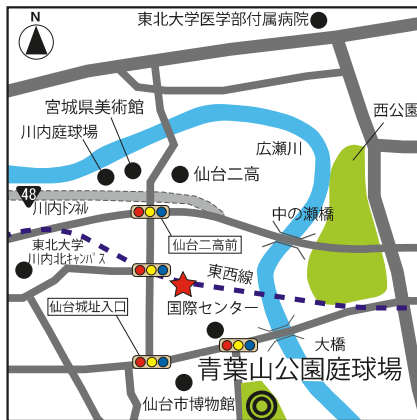 N
東北大学医学部付属病院
宮城県美術館
西公園
川内庭球場
広瀬川
仙台二高
48
川内トンネル
中の瀬橋
東北大学
川内北キャンパス
仙台二高前
東西線
仙台城址入口
国際センター
大橋
青葉山公園庭球場
仙台市博物館